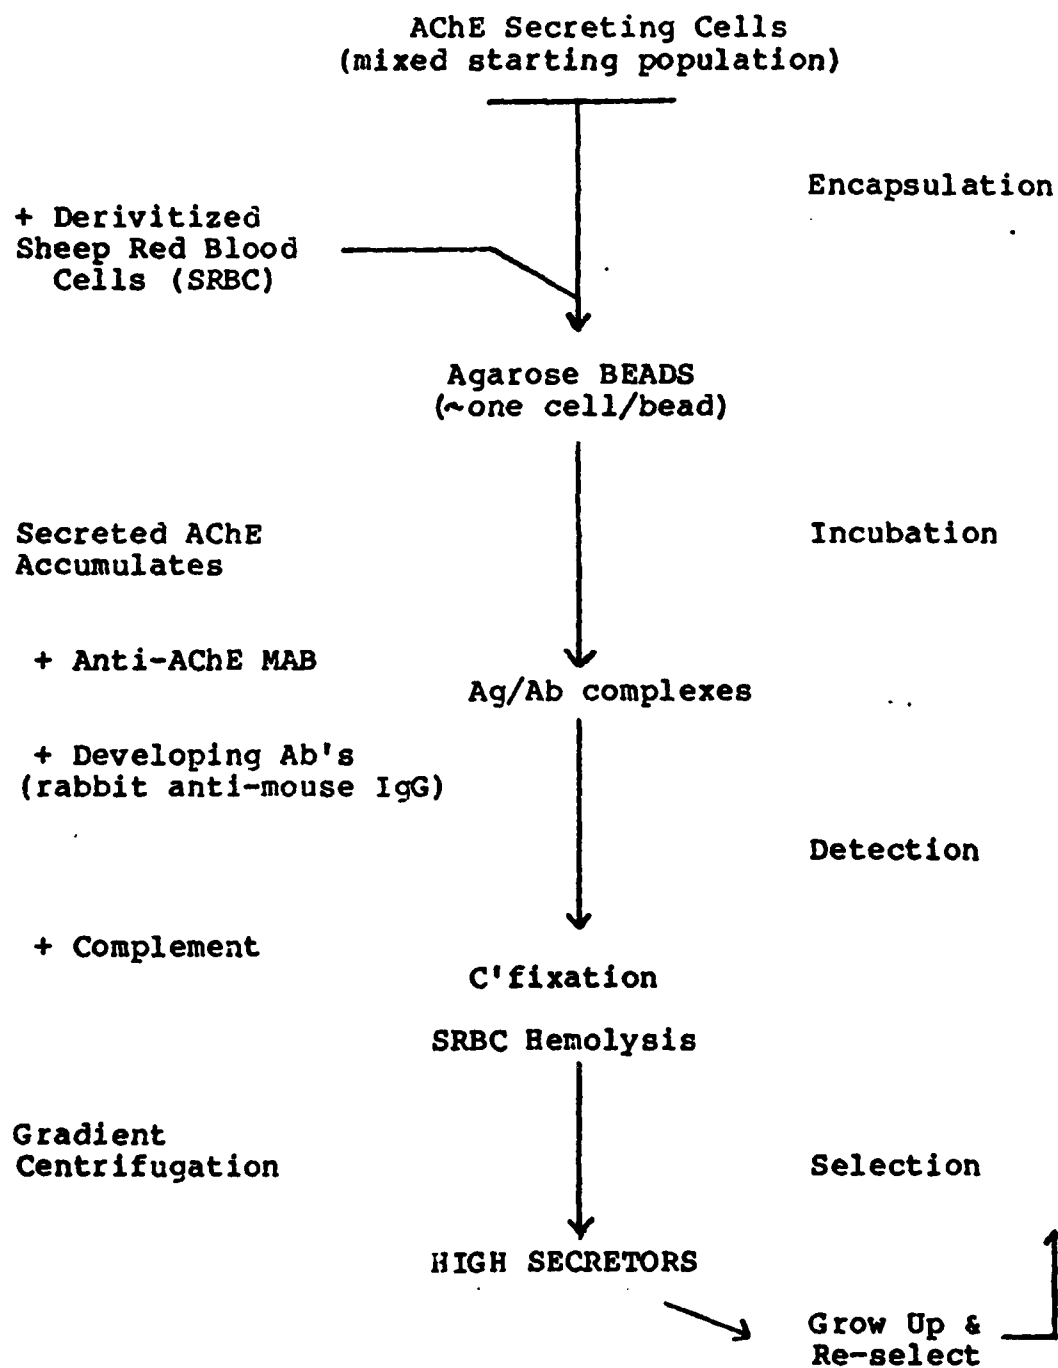 AChE Secreting Cells
(mixed starting population)
Encapsulation
+ Derivitized
Sheep Red Blood
Cells (SRBC)
Agarose BEADS
(~one cell/bead)
Secreted AChE
Accumulates
Incubation
+ Anti-AChE MAB
Ag/Ab complexes
+ Developing Ab's
(rabbit anti-mouse IgG)
Detection
+ Complement
C'fixation
SRBC Hemolysis
Gradient
Centrifugation
Selection
HIGH SECRETORS
Grow Up &
Re-select